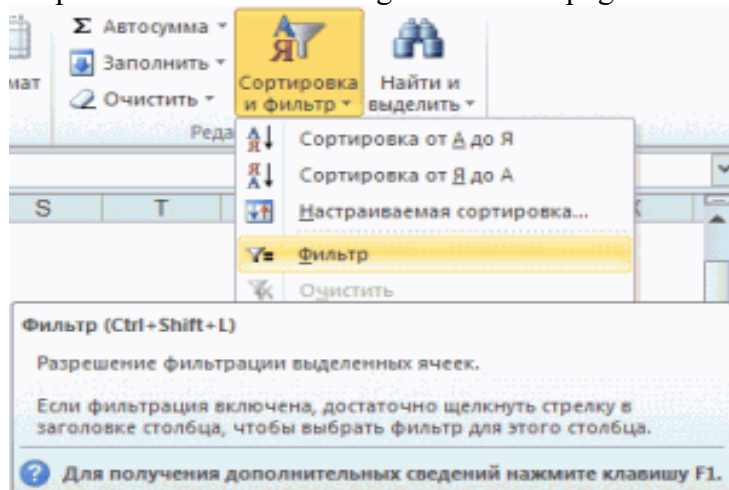 Σ Автосумма
Заполнить
Очистить
Сортировка и фильтр
Найти и выделить
Сортировка от А до Я
Сортировка от Я до А
Настраиваемая сортировка...
S T
Фильтр
Очистить
Фильтр (Ctrl+Shift+L)
Разрешение фильтрации выделенных ячеек.
Если фильтрация включена, достаточно щелкнуть стрелку в
заголовке столбца, чтобы выбрать фильтр для этого столбца.
Для получения дополнительных сведений нажмите клавишу F1.